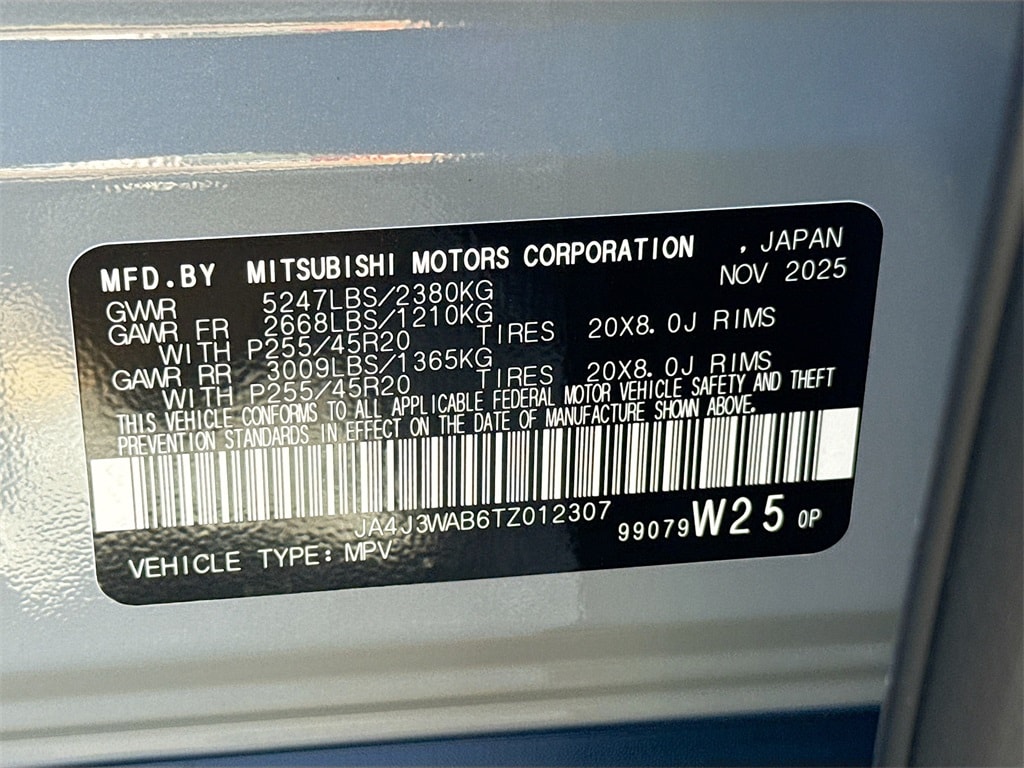 MFD.BY MITSUBISHI MOTORS CORPORATION , JAPAN
NOV 2025
GVWR 5247LBS/2380KG
GAWR FR 2668LBS/1210KG
WITH P255/45R20 TIRES 20X8.0J RIMS
GAWR RR 3009LBS/1365KG
WITH P255/45R20 TIRES 20X8.0J RIMS
THIS VEHICLE CONFORMS TO ALL APPLICABLE FEDERAL MOTOR VEHICLE SAFETY AND THEFT
PREVENTION STANDARDS IN EFFECT ON THE DATE OF MANUFACTURE SHOWN ABOVE.
JA4J3WAB6TZ012307
99079 W25 0P
VEHICLE TYPE: MPV